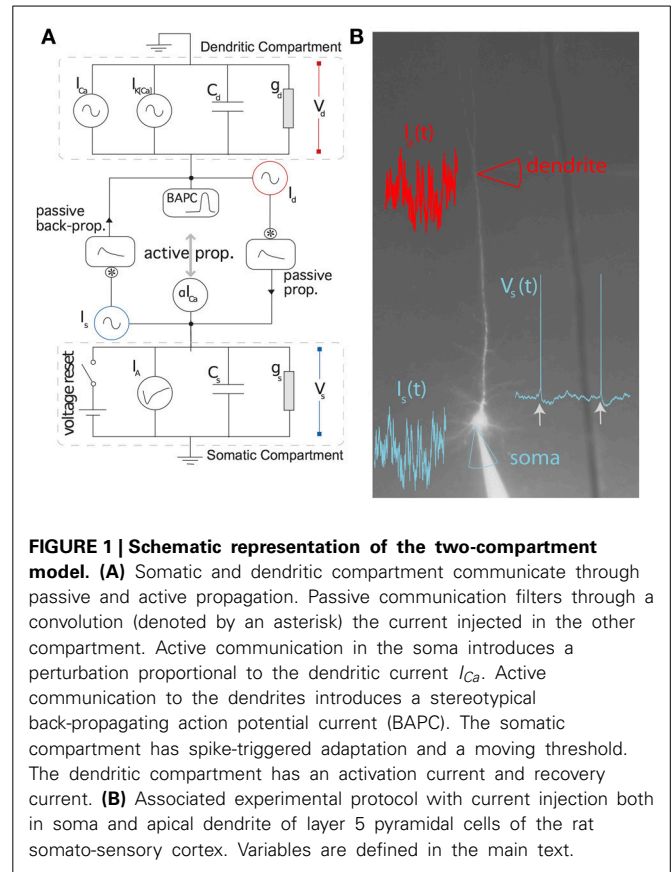 A
Dendritic Compartment
I_Ca
I_K[Ca]
C_d
g_d
V_d
BAPC
I_d
passive
back-prop.
active prop.
*
*
αI_Ca
passive
prop.
I_s
voltage reset
I_A
C_s
g_s
V_s
Somatic Compartment
B
dendrite
V_s(t)
I_s(t)
soma
FIGURE 1 | Schematic representation of the two-compartment
model. (A) Somatic and dendritic compartment communicate through
passive and active propagation. Passive communication filters through a
convolution (denoted by an asterisk) the current injected in the other
compartment. Active communication in the soma introduces a
perturbation proportional to the dendritic current I_Ca. Active
communication to the dendrites introduces a stereotypical
back-propagating action potential current (BAPC). The somatic
compartment has spike-triggered adaptation and a moving threshold.
The dendritic compartment has an activation current and recovery
current. (B) Associated experimental protocol with current injection both
in soma and apical dendrite of layer 5 pyramidal cells of the rat
somato-sensory cortex. Variables are defined in the main text.